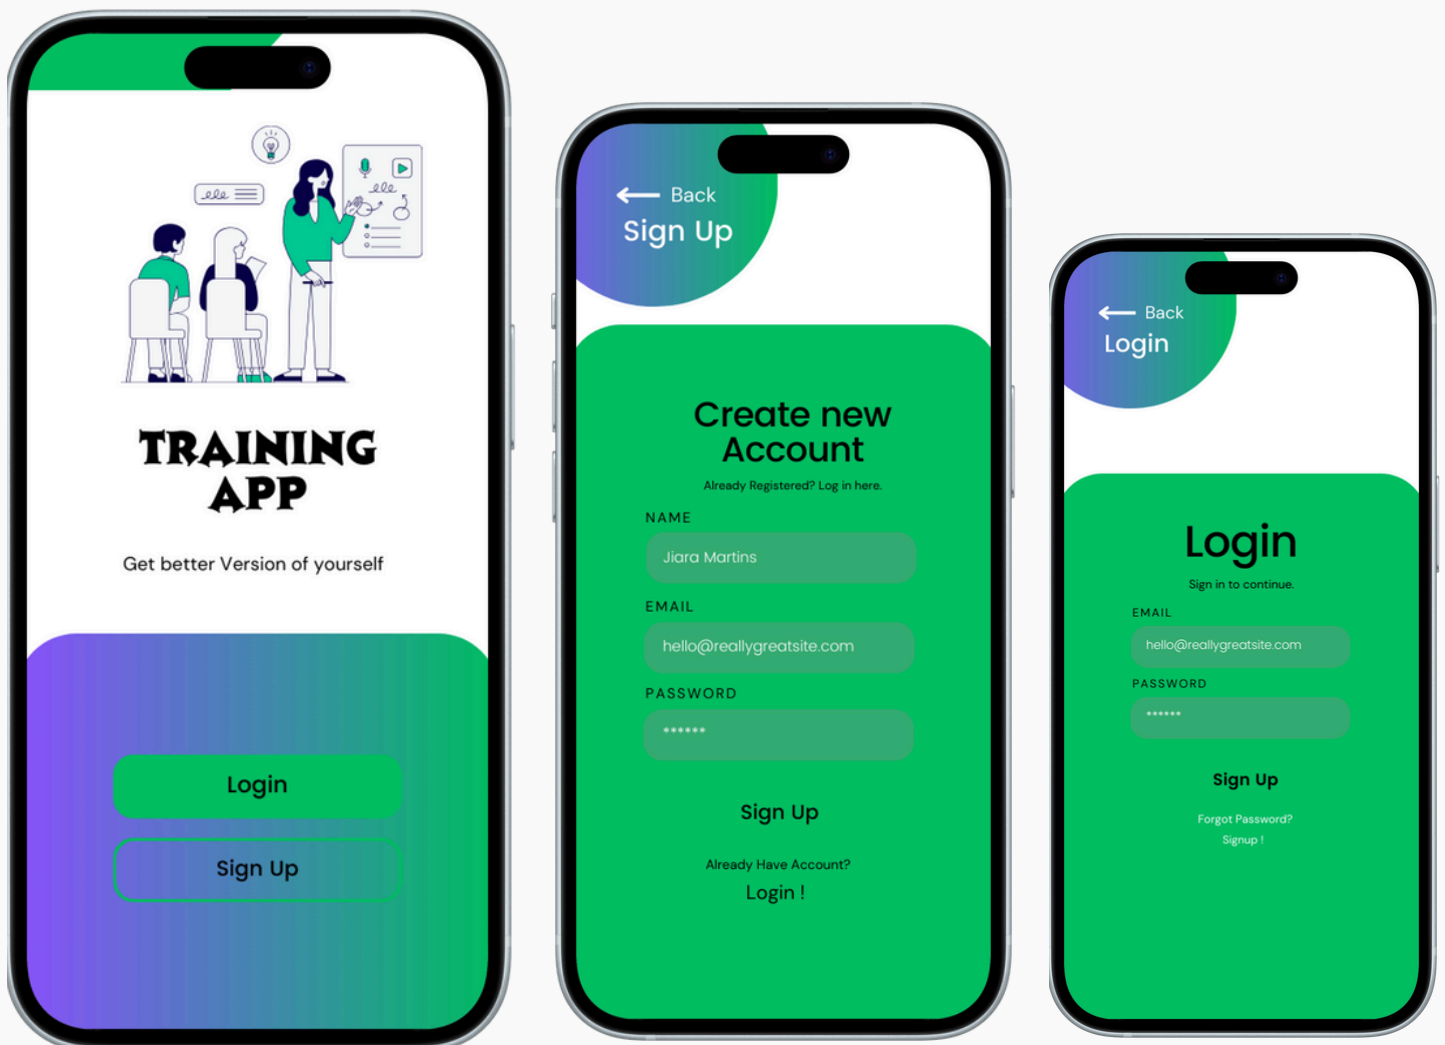 TRAINING
APP
Get better Version of yourself
Login
Sign Up
Back
Sign Up
Create new
Account
Already Registered? Log in here.
NAME
Jiara Martins
EMAIL
hello@reallygreatsite.com
PASSWORD
******
Sign Up
Already Have Account?
Login !
Back
Login
Login
Sign in to continue.
EMAIL
hello@reallygreatsite.com
PASSWORD
******
Sign Up
Forgot Password?
Signup !